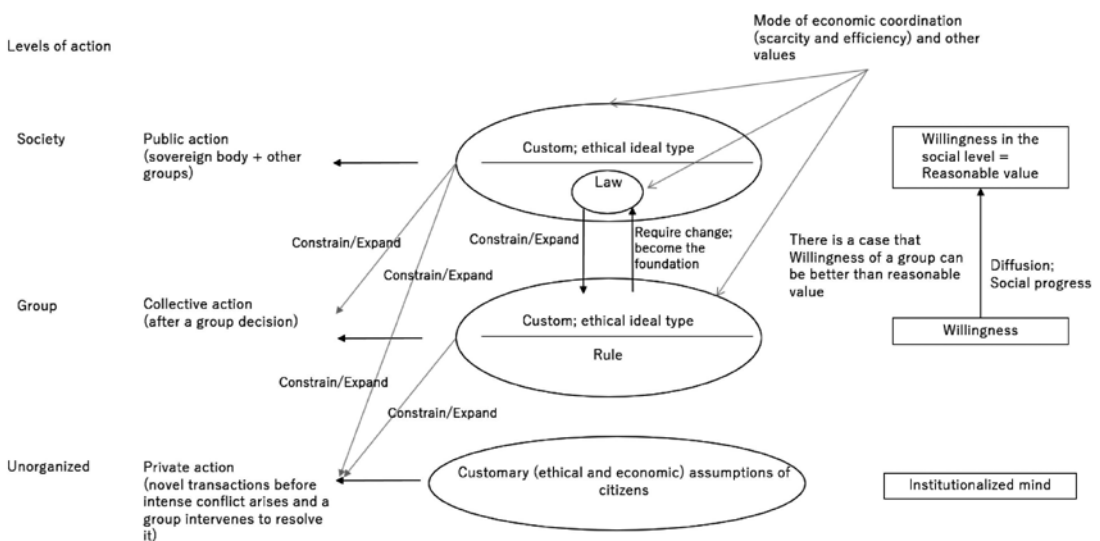 Levels of action
Mode of economic coordination
(scarcity and efficiency) and other
values
Society
Public action
(sovereign body + other
groups)
Custom; ethical ideal type
Law
Willingness in the
social level =
Reasonable value
Constrain/Expand
Constrain/Expand
Constrain/Expand
Require change;
become the
foundation
There is a case that
Willingness of a group can
be better than reasonable
value
Diffusion;
Social progress
Group
Collective action
(after a group decision)
Custom; ethical ideal type
Rule
Willingness
Constrain/Expand
Constrain/Expand
Unorganized
Private action
(novel transactions before
intense conflict arises and a
group intervenes to resolve
it)
Customary (ethical and economic) assumptions of
citizens
Institutionalized mind